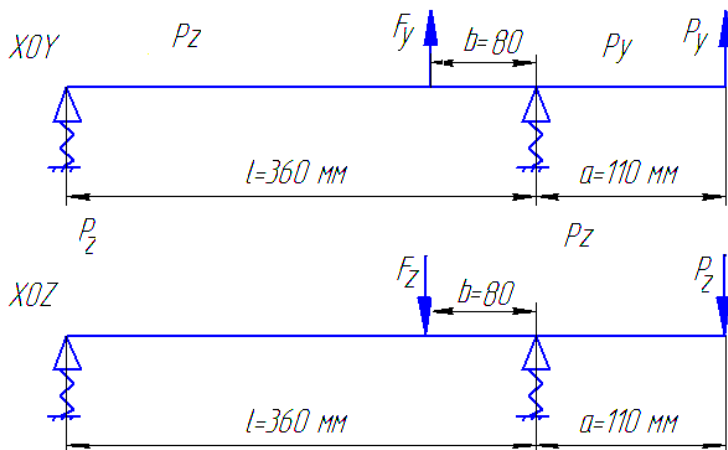 XOY Pz Fy b=80 Py Py
l=360 мм a=110 мм
Pz Pz
XOZ Fz b=80 Pz
l=360 мм a=110 мм